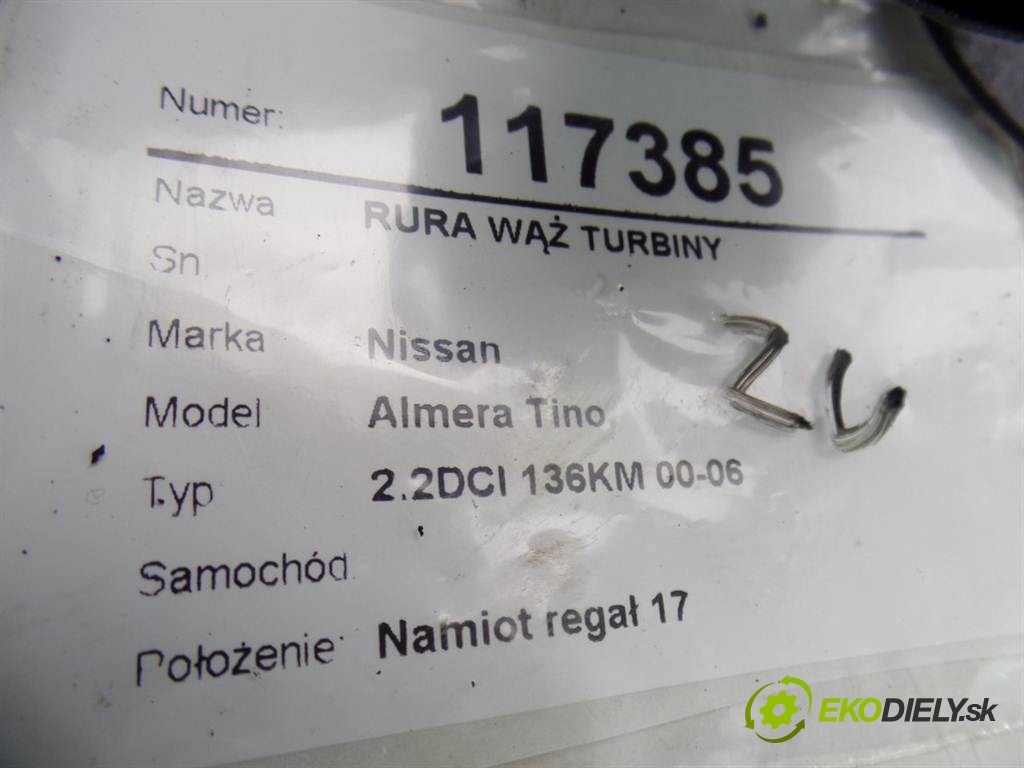 Numer: 117385
Nazwa RURA WĄŻ TURBINY
Sn.
Marka Nissan
Model Almera Tino
Typ 2.2DCI 136KM 00-06
Samochód
Położenie: Namiot regał 17
EKODIELY.sk